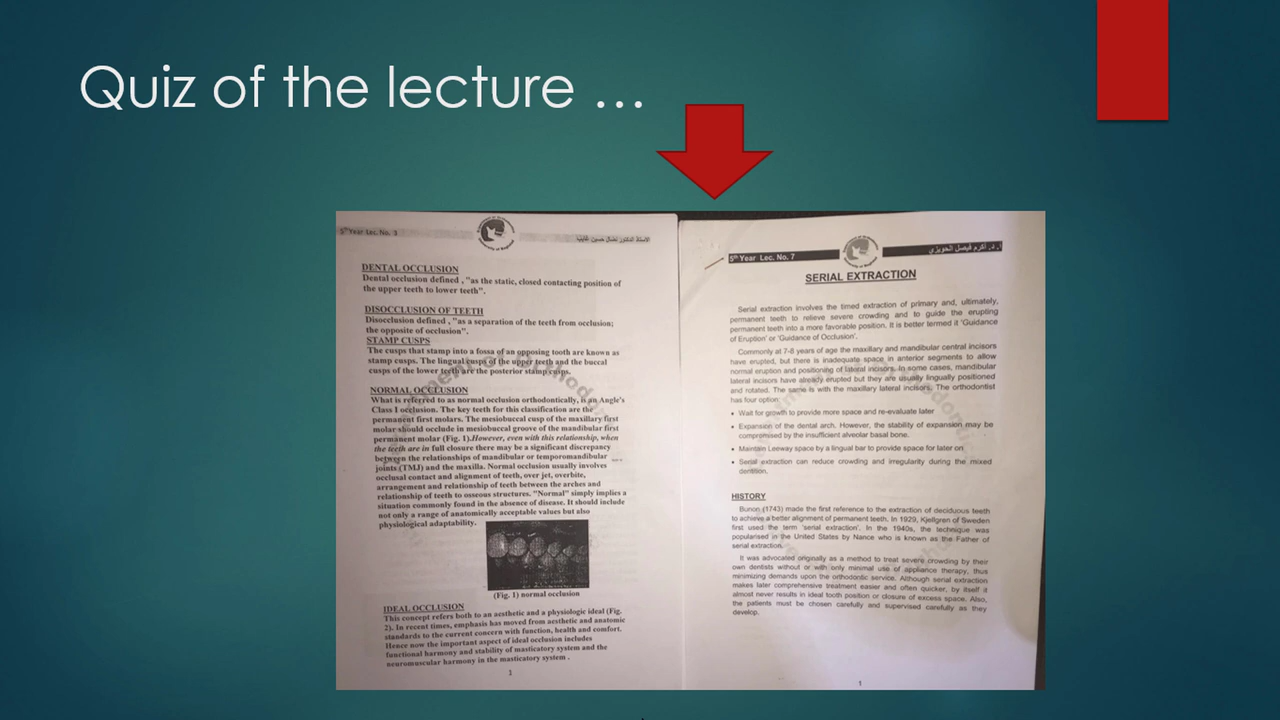 Quiz of the lecture ...
5th Year Lec. No. 3
الاستاذ الدكتور نضال حسين
DENTAL OCCLUSION
Dental occlusion defined , "as the static, closed contacting position of
the upper teeth to lower teeth".
DISOCCLUSION OF TEETH
Disocclusion defined , "as a separation of the teeth from occlusion;
the opposite of occlusion".
STAMP CUSPS
The cusps that stamp into a fossa of an opposing tooth are known as
stamp cusps. The lingual cusps of the upper teeth and the buccal
cusps of the lower teeth are the posterior stamp cusps.
NORMAL OCCLUSION
What is referred to as normal occlusion orthodontically, is an Angle's
Class I occlusion. The key teeth for this classification are the
permanent first molars. The mesiobuccal cusp of the maxillary first
molar should occlude in mesiobuccal groove of the mandibular first
permanent molar (Fig. 1).However, even with this relationship, when
the teeth are in full closure there may be a significant discrepancy
between the relationships of mandibular or temporomandibular
joints (TMJ) and the maxilla. Normal occlusion usually involves
occlusal contact and alignment of teeth, over jet, overbite,
arrangement and relationship of teeth between the arches and
relationship of teeth to osseous structures. "Normal" simply implies a
situation commonly found in the absence of disease. It should include
not only a range of anatomically acceptable values but also
physiological adaptability.
(Fig. 1) normal occlusion
IDEAL OCCLUSION
This concept refers both to an aesthetic and a physiologic ideal (Fig.
2). In recent times, emphasis has moved from aesthetic and anatomic
standards to the current concern with function, health and comfort.
Hence now the important aspect of ideal occlusion includes
functional harmony and stability of masticatory system and the
neuromuscular harmony in the masticatory system .
1
5th Year Lec. No. 7
أ.د. أكرم فيصل الحويزي
SERIAL EXTRACTION
Serial extraction involves the timed extraction of primary and, ultimately,
permanent teeth to relieve severe crowding and to guide the erupting
permanent teeth into a more favorable position. It is better termed it 'Guidance
of Eruption' or 'Guidance of Occlusion'.
Commonly at 7-8 years of age the maxillary and mandibular central incisors
have erupted, but there is inadequate space in anterior segments to allow
normal eruption and positioning of lateral incisors. In some cases, mandibular
lateral incisors have already erupted but they are usually lingually positioned
and rotated. The same is with the maxillary lateral incisors. The orthodontist
has four option:
• Wait for growth to provide more space and re-evaluate later
• Expansion of the dental arch. However, the stability of expansion may be
compromised by the insufficient alveolar basal bone.
• Maintain Leeway space by a lingual bar to provide space for later on
• Serial extraction can reduce crowding and irregularity during the mixed
dentition.
HISTORY
Bunon (1743) made the first reference to the extraction of deciduous teeth
to achieve a better alignment of permanent teeth. In 1929, Kjellgren of Sweden
first used the term 'serial extraction'. In the 1940s, the technique was
popularised in the United States by Nance who is known as the Father of
serial extraction.
It was advocated originally as a method to treat severe crowding by their
own dentists without or with only minimal use of appliance therapy, thus
minimizing demands upon the orthodontic service. Although serial extraction
makes later comprehensive treatment easier and often quicker, by itself it
almost never results in ideal tooth position or closure of excess space. Also,
the patients must be chosen carefully and supervised carefully as they
develop.
1